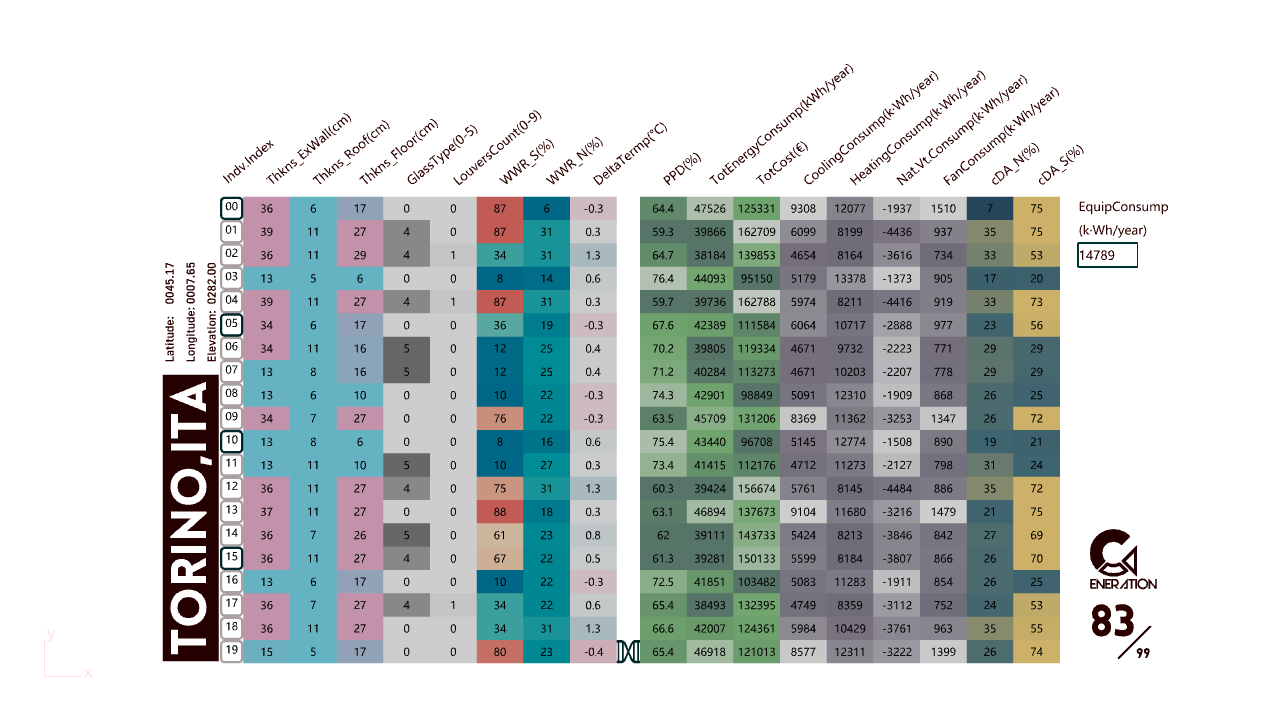 Indv.Index Thkns_ExWall(cm) Thkns_Roof(cm) Thkns_Floor(cm) GlassType(0-5) LouversCount(0-9) WWR_S(%) WWR_N(%) DeltaTermp(°C) PPD(%) TotEnergyConsump(kWh/year) TotCost(€) CoolingConsump(k·Wh/year) HeatingConsump(k·Wh/year) Nat.Vt.Consump(k·Wh/year) FanConsump(k·Wh/year) cDA_N(%) cDA_S(%)
00 36 6 17 0 0 87 6 -0.3 64.4 47526 125331 9308 12077 -1937 1510 7 75
01 39 11 27 4 0 87 31 0.3 59.3 39866 162709 6099 8199 -4436 937 35 75
02 36 11 29 4 1 34 31 1.3 64.7 38184 139853 4654 8164 -3616 734 33 53
03 13 5 6 0 0 8 14 0.6 76.4 44093 95150 5179 13378 -1373 905 17 20
04 39 11 27 4 1 87 31 0.3 59.7 39736 162788 5974 8211 -4416 919 33 73
05 34 6 17 0 0 36 19 -0.3 67.6 42389 111584 6064 10717 -2888 977 23 56
06 34 11 16 5 0 12 25 0.4 70.2 39805 119334 4671 9732 -2223 771 29 29
07 13 8 16 5 0 12 25 0.4 71.2 40284 113273 4671 10203 -2207 778 29 29
08 13 6 10 0 0 10 22 -0.3 74.3 42901 98849 5091 12310 -1909 868 26 25
09 34 7 27 0 0 76 22 -0.3 63.5 45709 131206 8369 11362 -3253 1347 26 72
10 13 8 6 0 0 8 16 0.6 75.4 43440 96708 5145 12774 -1508 890 19 21
11 13 11 10 5 0 10 27 0.3 73.4 41415 112176 4712 11273 -2127 798 31 24
12 36 11 27 4 0 75 31 1.3 60.3 39424 156674 5761 8145 -4484 886 35 72
13 37 11 27 0 0 88 18 0.3 63.1 46894 137673 9104 11680 -3216 1479 21 75
14 36 7 26 5 0 61 23 0.8 62 39111 143733 5424 8213 -3846 842 27 69
15 36 11 27 4 0 67 22 0.5 61.3 39281 150133 5599 8184 -3807 866 26 70
16 13 6 17 0 0 10 22 -0.3 72.5 41851 103482 5083 11283 -1911 854 26 25
17 36 7 27 4 1 34 22 0.6 65.4 38493 132395 4749 8359 -3112 752 24 53
18 36 11 27 0 0 34 31 1.3 66.6 42007 124361 5984 10429 -3761 963 35 55
19 15 5 17 0 0 80 23 -0.4 65.4 46918 121013 8577 12311 -3222 1399 26 74
Latitude: 0045.17
Longitude: 0007.65
Elevation: 0282.00
TORINO,ITA
EquipConsump
(k·Wh/year)
14789
ENERATION
83
99
y
x